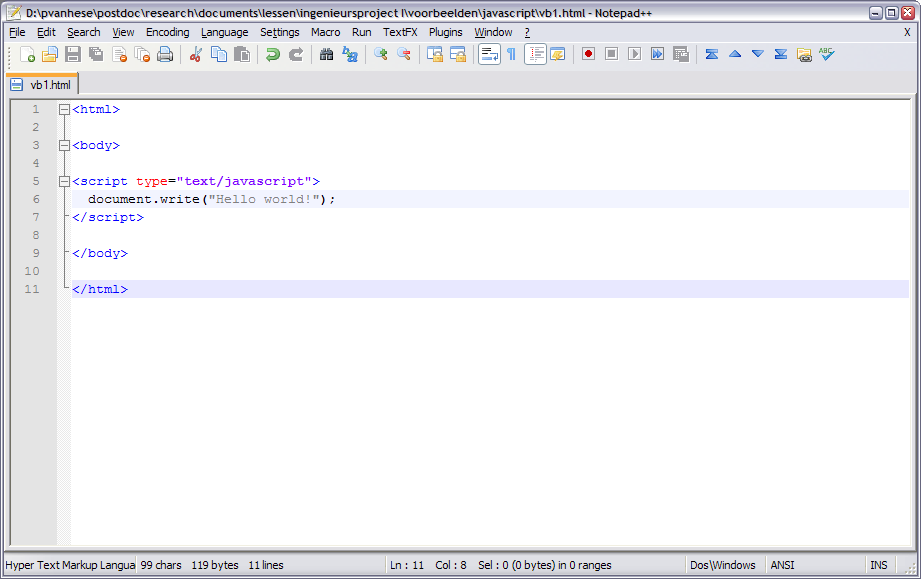 D:\pvanhese\postdoc\research\documents\lessen\ingenieursproject I\voorbeelden\javascript\vb1.html - Notepad++
File Edit Search View Encoding Language Settings Macro Run TextFX Plugins Window ? X
ABC
vb1.html
1 <html>
2
3 <body>
4
5 <script type="text/javascript">
6 document.write("Hello world!");
7 </script>
8
9 </body>
10
11 </html>
Hyper Text Markup Langua 99 chars 119 bytes 11 lines Ln : 11 Col : 8 Sel : 0 (0 bytes) in 0 ranges Dos\Windows ANSI INS